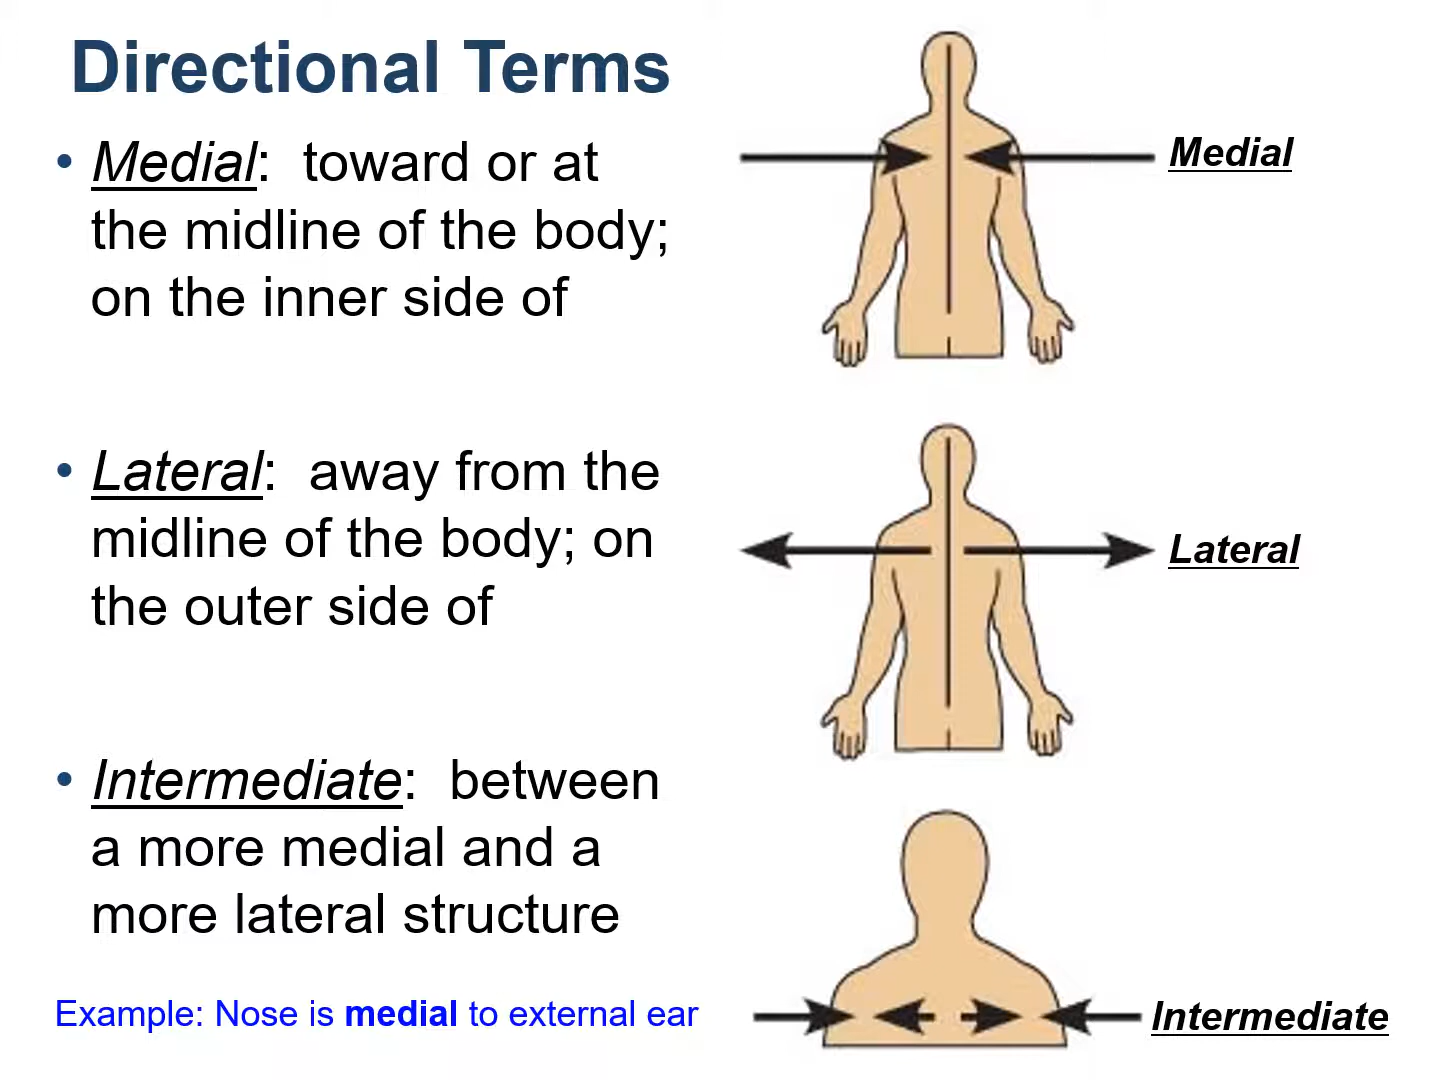 Directional Terms
• Medial: toward or at
the midline of the body;
on the inner side of
Medial
• Lateral: away from the
midline of the body; on
the outer side of
Lateral
• Intermediate: between
a more medial and a
more lateral structure
Example: Nose is medial to external ear
Intermediate